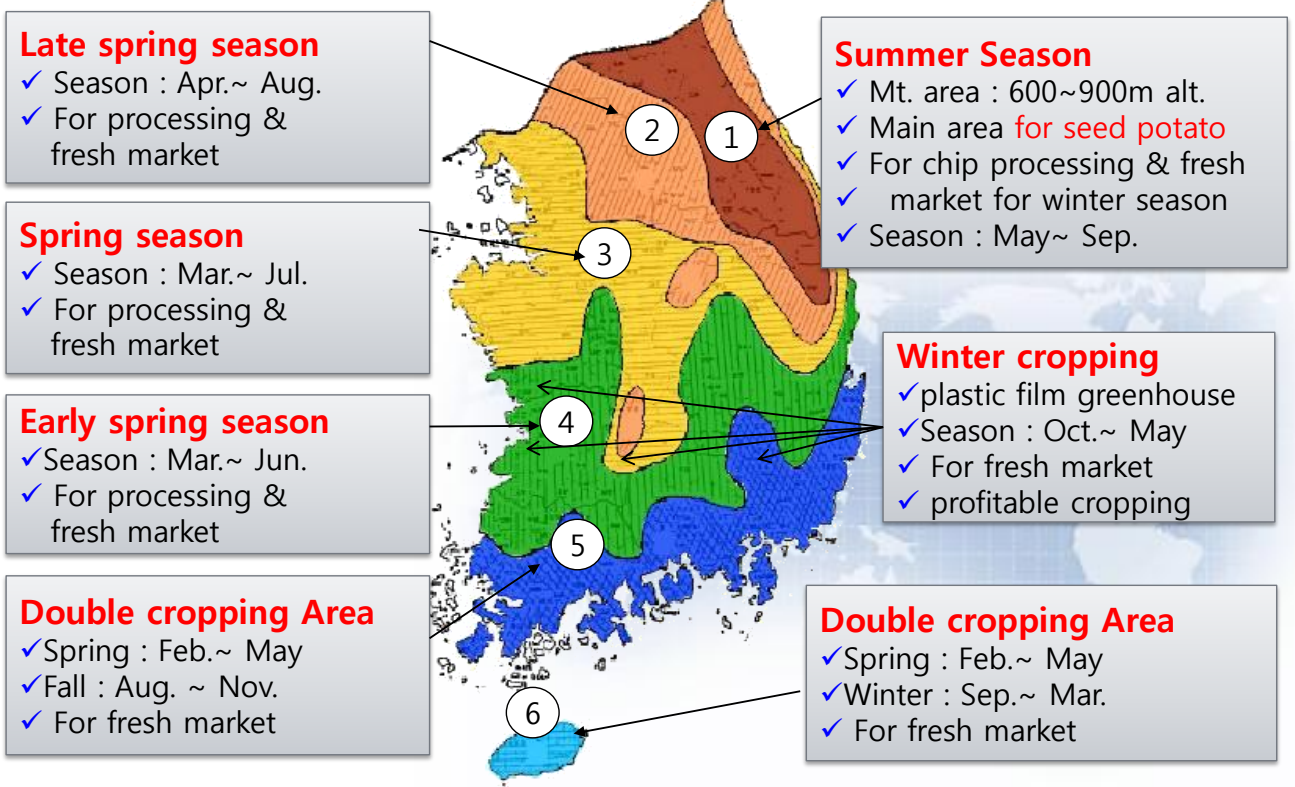 Late spring season
✓ Season : Apr.~ Aug.
✓ For processing &
fresh market
Spring season
✓ Season : Mar.~ Jul.
✓ For processing &
fresh market
Early spring season
✓Season : Mar.~ Jun.
✓ For processing &
fresh market
Double cropping Area
✓Spring : Feb.~ May
✓Fall : Aug. ~ Nov.
✓ For fresh market
2
1
3
4
5
6
Summer Season
✓ Mt. area : 600~900m alt.
✓ Main area for seed potato
✓ For chip processing & fresh
✓ market for winter season
✓ Season : May~ Sep.
Winter cropping
✓plastic film greenhouse
✓Season : Oct.~ May
✓ For fresh market
✓ profitable cropping
Double cropping Area
✓Spring : Feb.~ May
✓Winter : Sep.~ Mar.
✓ For fresh market